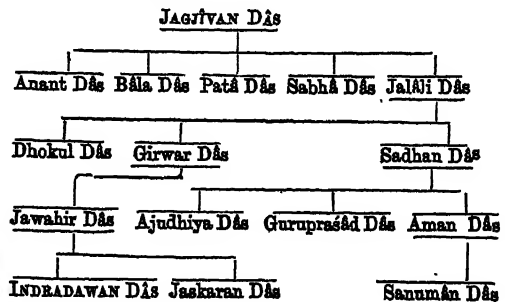 JAGJÎVAN DÂS
Anant Dâs Bâla Dâs Patâ Dâs Sabhâ Dâs Jalâli Dâs
Dhokul Dâs Girwar Dâs Sadhan Dâs
Jawahir Dâs Ajudhiya Dâs Guruprasâd Dâs Aman Dâs
INDRADAWAN DÂS Jaskaran Dâs Sanumân Dâs